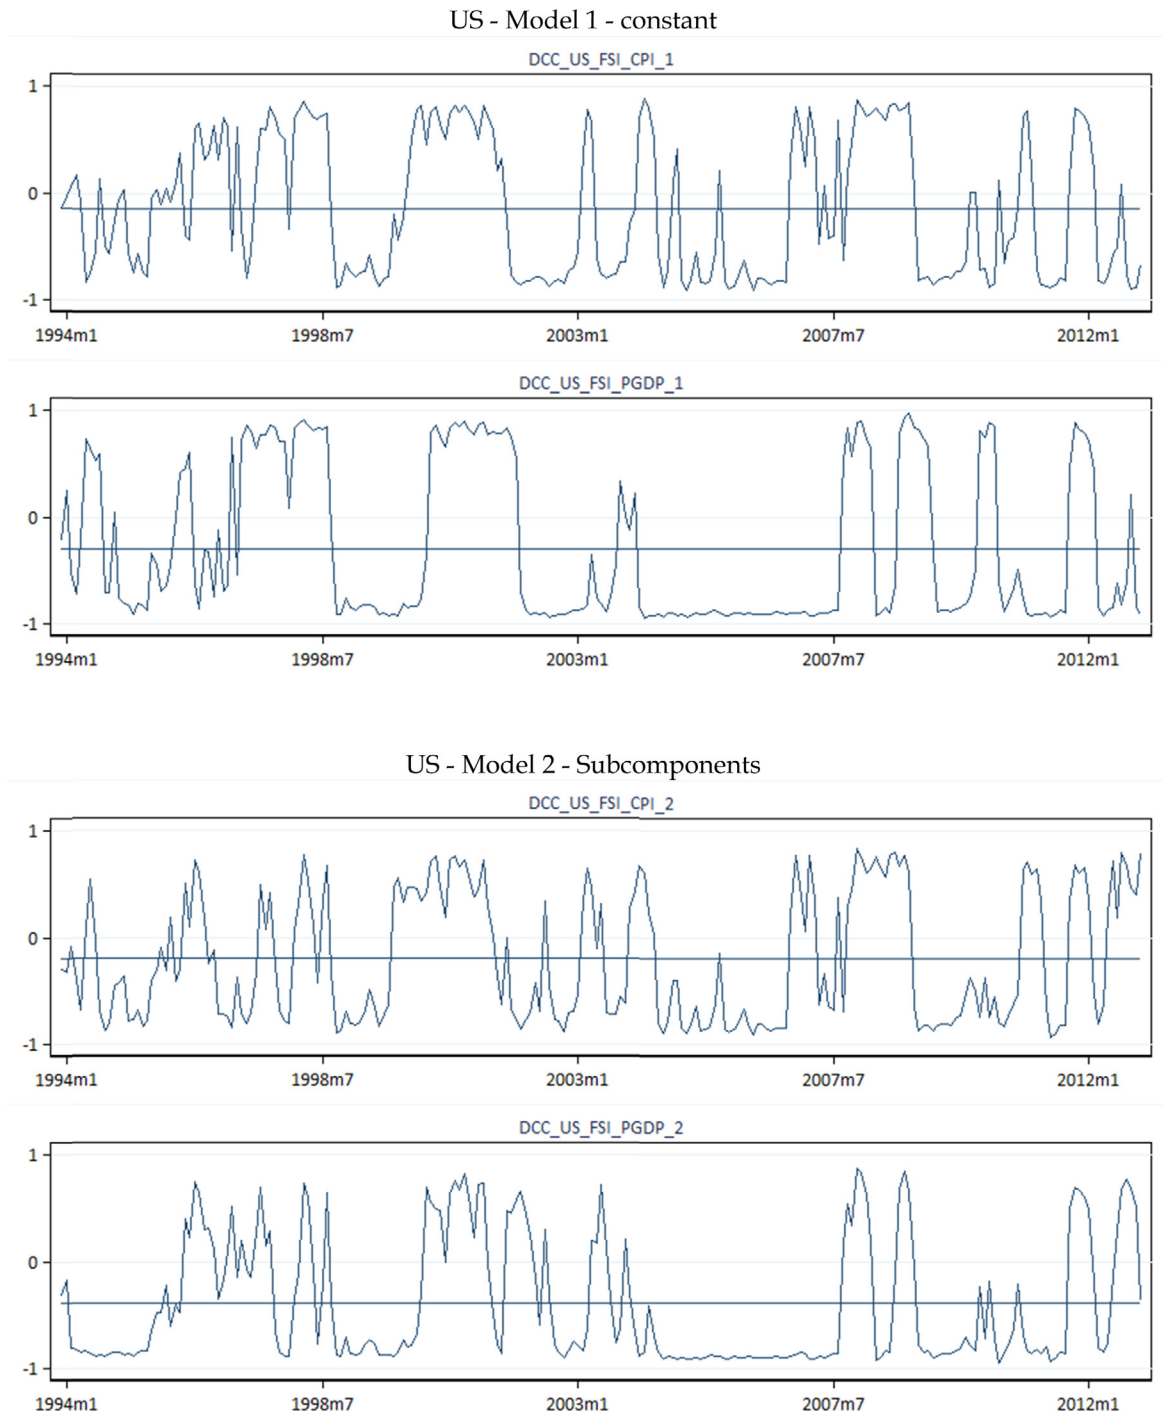 US - Model 1 - constant
DCC_US_FSI_CPI_1
1
0
-1
1994m1 1998m7 2003m1 2007m7 2012m1
DCC_US_FSI_PGDP_1
1
0
-1
1994m1 1998m7 2003m1 2007m7 2012m1
US - Model 2 - Subcomponents
DCC_US_FSI_CPI_2
1
0
-1
1994m1 1998m7 2003m1 2007m7 2012m1
DCC_US_FSI_PGDP_2
1
0
-1
1994m1 1998m7 2003m1 2007m7 2012m1